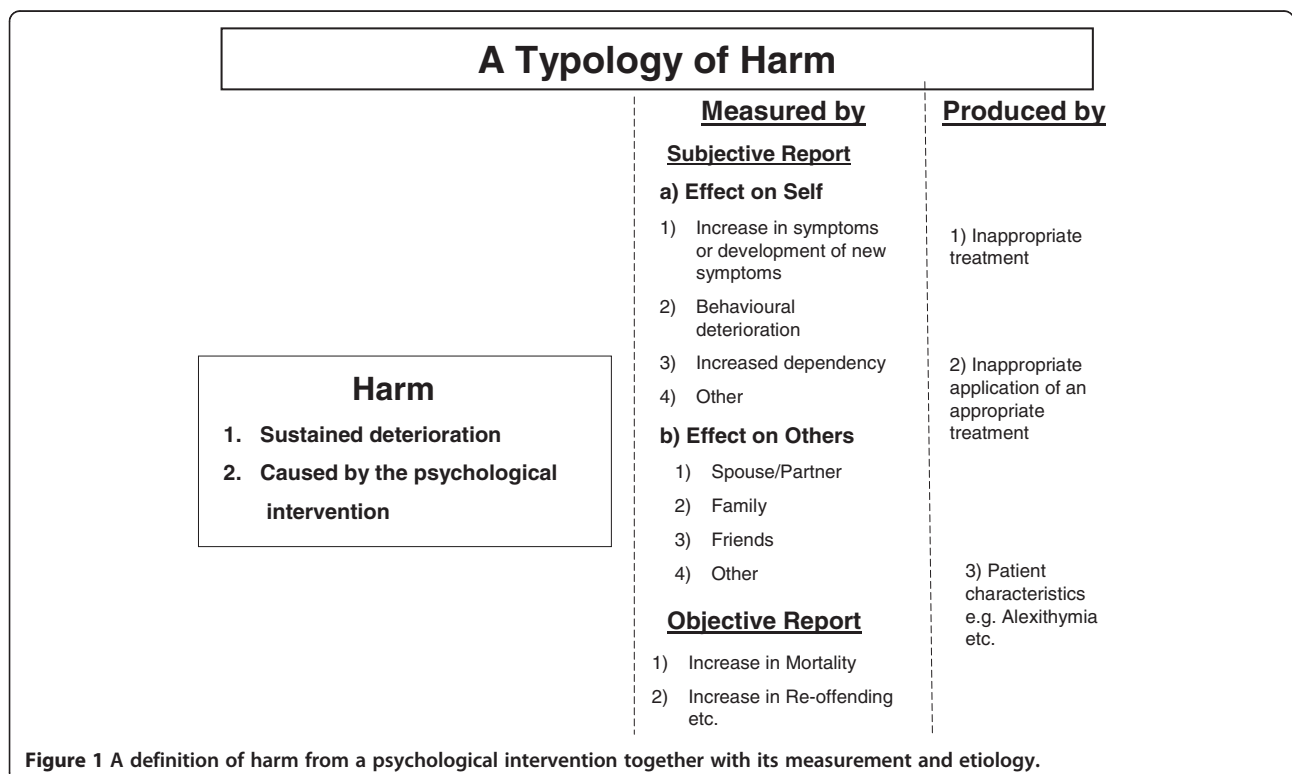 A Typology of Harm
Harm
1. Sustained deterioration
2. Caused by the psychological
intervention
Measured by
Subjective Report
a) Effect on Self
1) Increase in symptoms
or development of new
symptoms
2) Behavioural
deterioration
3) Increased dependency
4) Other
b) Effect on Others
1) Spouse/Partner
2) Family
3) Friends
4) Other
Objective Report
1) Increase in Mortality
2) Increase in Re-offending
etc.
Produced by
1) Inappropriate
treatment
2) Inappropriate
application of an
appropriate
treatment
3) Patient
characteristics
e.g. Alexithymia
etc.
Figure 1 A definition of harm from a psychological intervention together with its measurement and etiology.